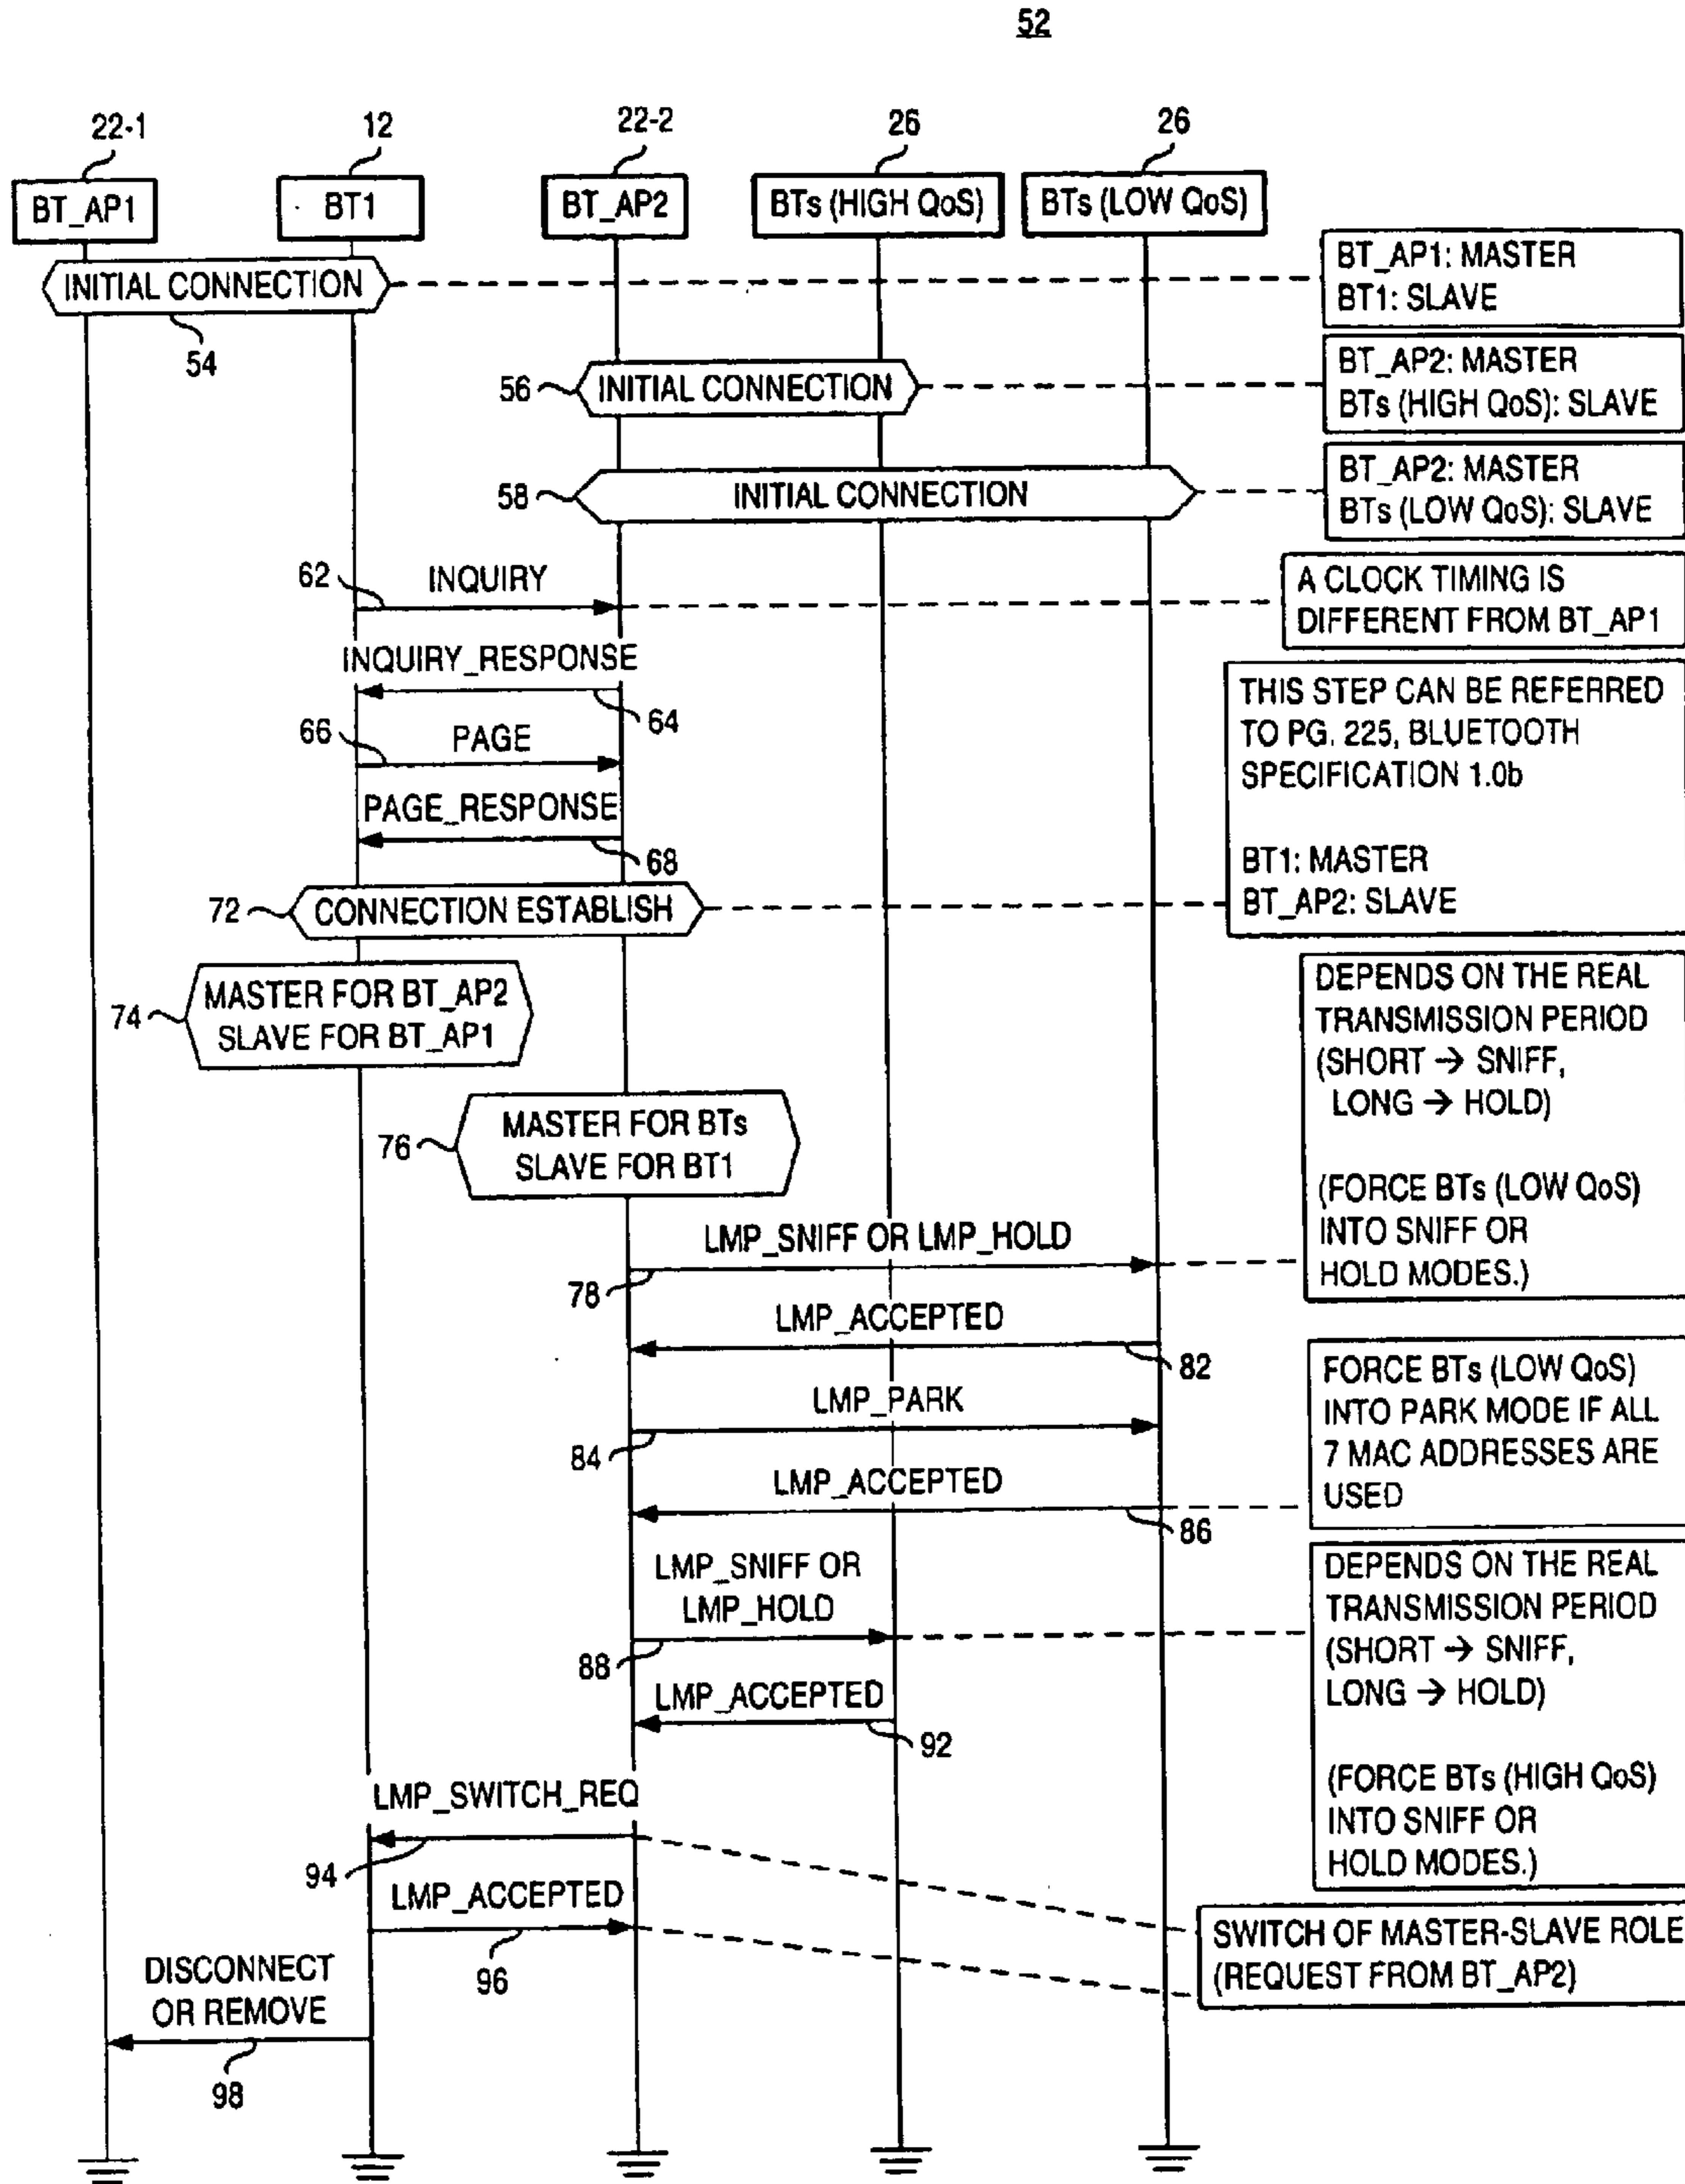 52
22-1
12
22-2
26
26
BT_AP1
BT1
BT_AP2
BTs (HIGH QoS)
BTs (LOW QoS)
INITIAL CONNECTION
54
BT_AP1: MASTER
BT1: SLAVE
56
INITIAL CONNECTION
BT_AP2: MASTER
BTs (HIGH QoS): SLAVE
58
INITIAL CONNECTION
BT_AP2: MASTER
BTs (LOW QoS): SLAVE
62
INQUIRY
A CLOCK TIMING IS
DIFFERENT FROM BT_AP1
INQUIRY_RESPONSE
64
66
PAGE
PAGE_RESPONSE
68
72
CONNECTION ESTABLISH
THIS STEP CAN BE REFERRED
TO PG. 225, BLUETOOTH
SPECIFICATION 1.0b
BT1: MASTER
BT_AP2: SLAVE
74
MASTER FOR BT_AP2
SLAVE FOR BT_AP1
76
MASTER FOR BTs
SLAVE FOR BT1
LMP_SNIFF OR LMP_HOLD
78
DEPENDS ON THE REAL
TRANSMISSION PERIOD
(SHORT → SNIFF,
LONG → HOLD)
(FORCE BTs (LOW QoS)
INTO SNIFF OR
HOLD MODES.)
LMP_ACCEPTED
82
LMP_PARK
84
LMP_ACCEPTED
86
FORCE BTs (LOW QoS)
INTO PARK MODE IF ALL
7 MAC ADDRESSES ARE
USED
LMP_SNIFF OR
LMP_HOLD
88
LMP_ACCEPTED
92
DEPENDS ON THE REAL
TRANSMISSION PERIOD
(SHORT → SNIFF,
LONG → HOLD)
(FORCE BTs (HIGH QoS)
INTO SNIFF OR
HOLD MODES.)
LMP_SWITCH_REQ
94
LMP_ACCEPTED
96
SWITCH OF MASTER-SLAVE ROLE
(REQUEST FROM BT_AP2)
DISCONNECT
OR REMOVE
98